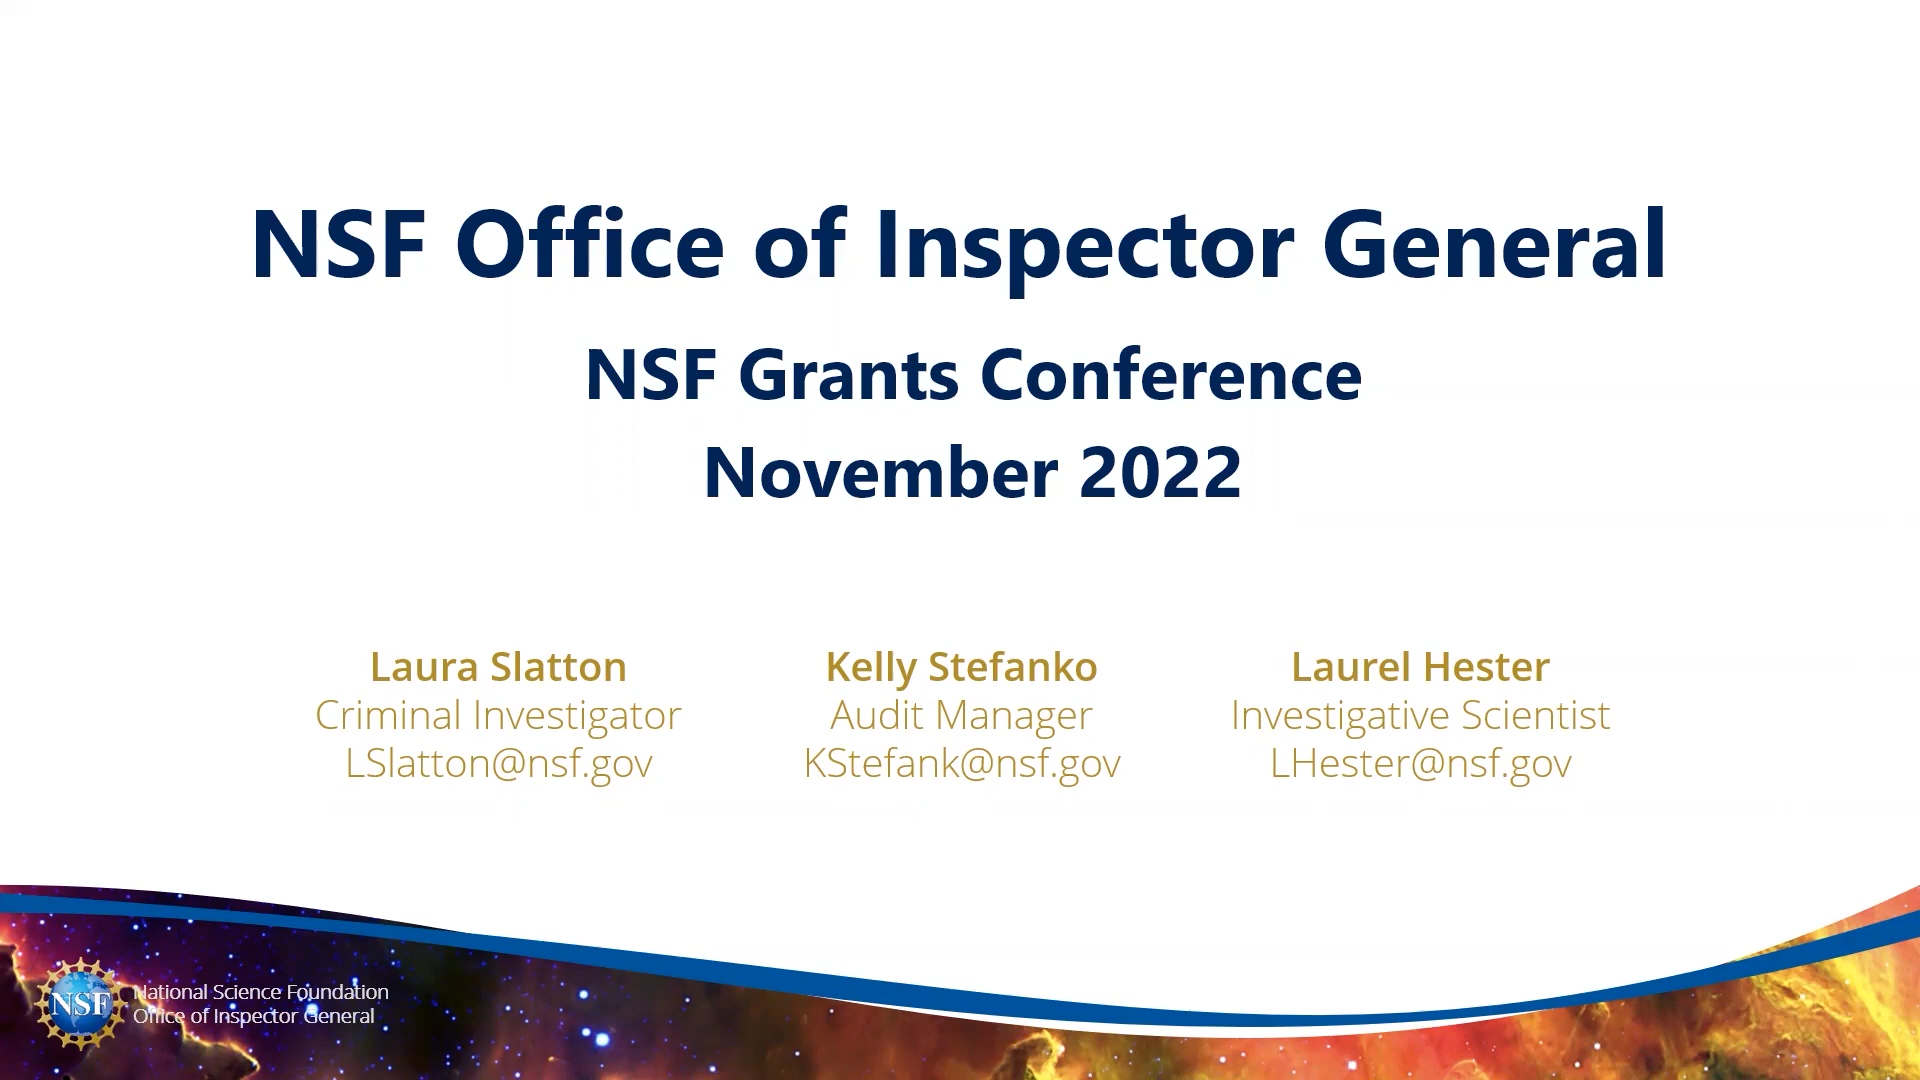 NSF Office of Inspector General
NSF Grants Conference
November 2022
Laura Slatton
Criminal Investigator
LSlatton@nsf.gov
Kelly Stefanko
Audit Manager
KStefank@nsf.gov
Laurel Hester
Investigative Scientist
LHester@nsf.gov
NSF
National Science Foundation
Office of Inspector General